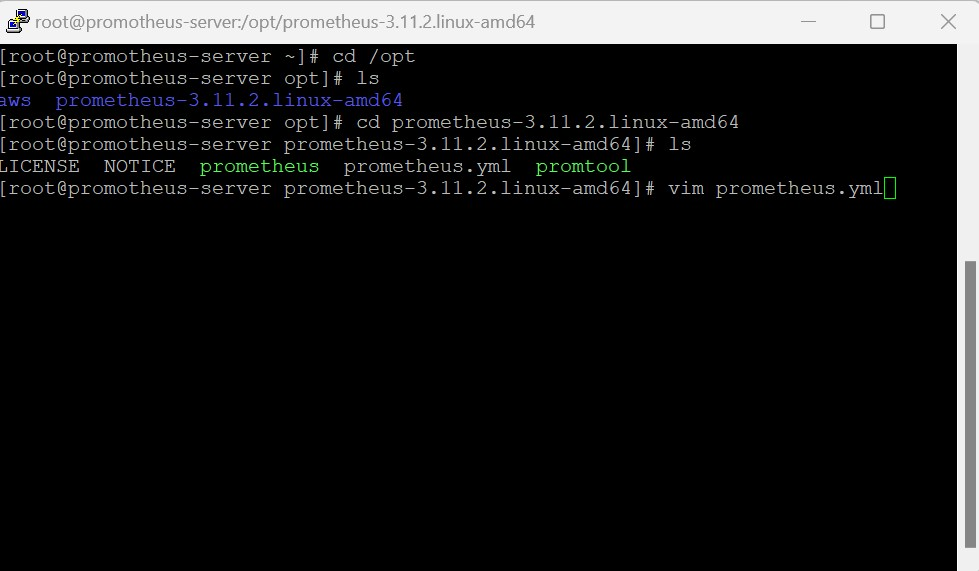 root@promotheus-server:/opt/prometheus-3.11.2.linux-amd64
[root@promotheus-server ~]# cd /opt
[root@promotheus-server opt]# ls
aws  prometheus-3.11.2.linux-amd64
[root@promotheus-server opt]# cd prometheus-3.11.2.linux-amd64
[root@promotheus-server prometheus-3.11.2.linux-amd64]# ls
LICENSE  NOTICE  prometheus  prometheus.yml  promtool
[root@promotheus-server prometheus-3.11.2.linux-amd64]# vim prometheus.yml